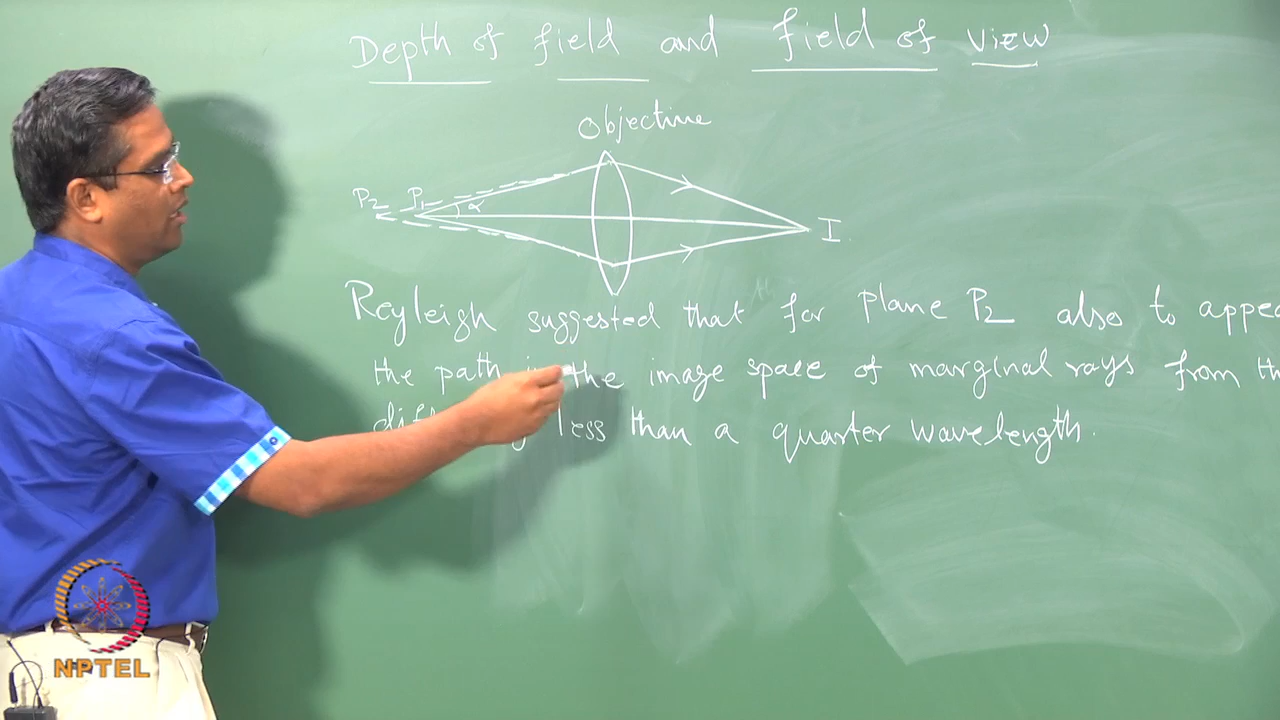 Depth of field and field of view
Objective
P2 P1 α
I
Reyleigh suggested that for plane P2 also to appea
the path the image space of marginal rays from th
less than a quarter wavelength.
NPTEL